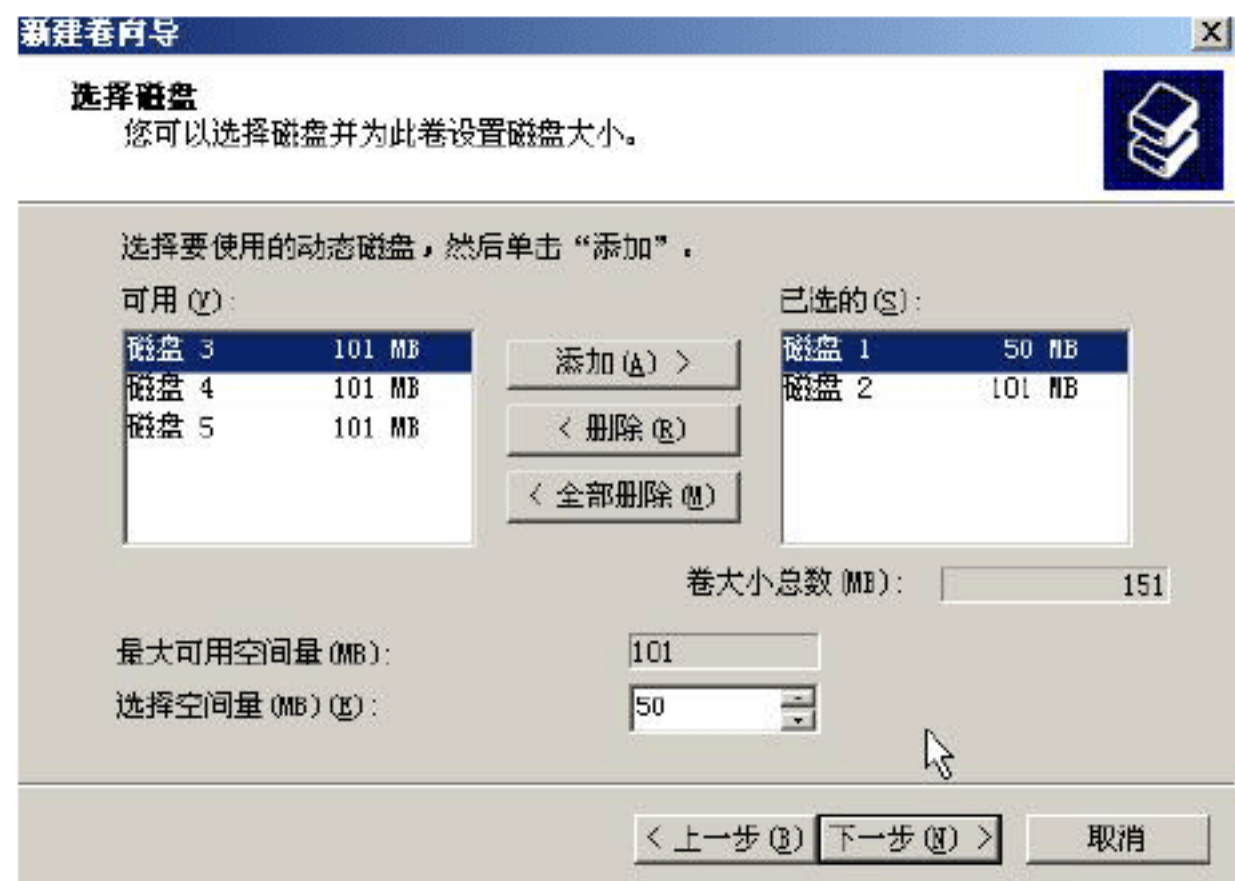 新建卷向导
选择磁盘
您可以选择磁盘并为此卷设置磁盘大小。
选择要使用的动态磁盘，然后单击“添加”。
可用(V):
已选的(S):
磁盘 3 101 MB
磁盘 4 101 MB
磁盘 5 101 MB
添加(A) >
< 删除(R)
< 全部删除(M)
磁盘 1 50 MB
磁盘 2 101 MB
卷大小总数(MB): 151
最大可用空间量(MB): 101
选择空间量(MB)(E): 50
< 上一步(B) 下一步(N) > 取消